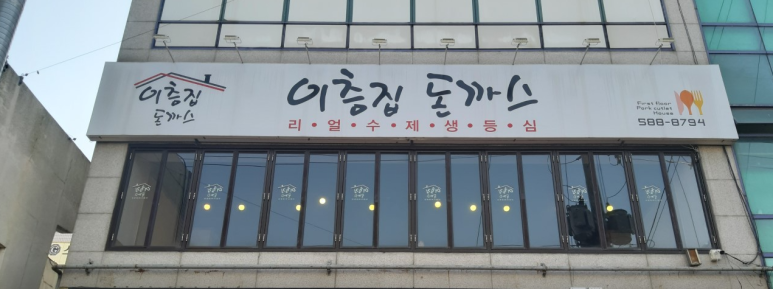 이층집
돈까스
이층집 돈까스
리·얼·수·제·생·등·심
First floor
Pork cutlet
House
588-8794